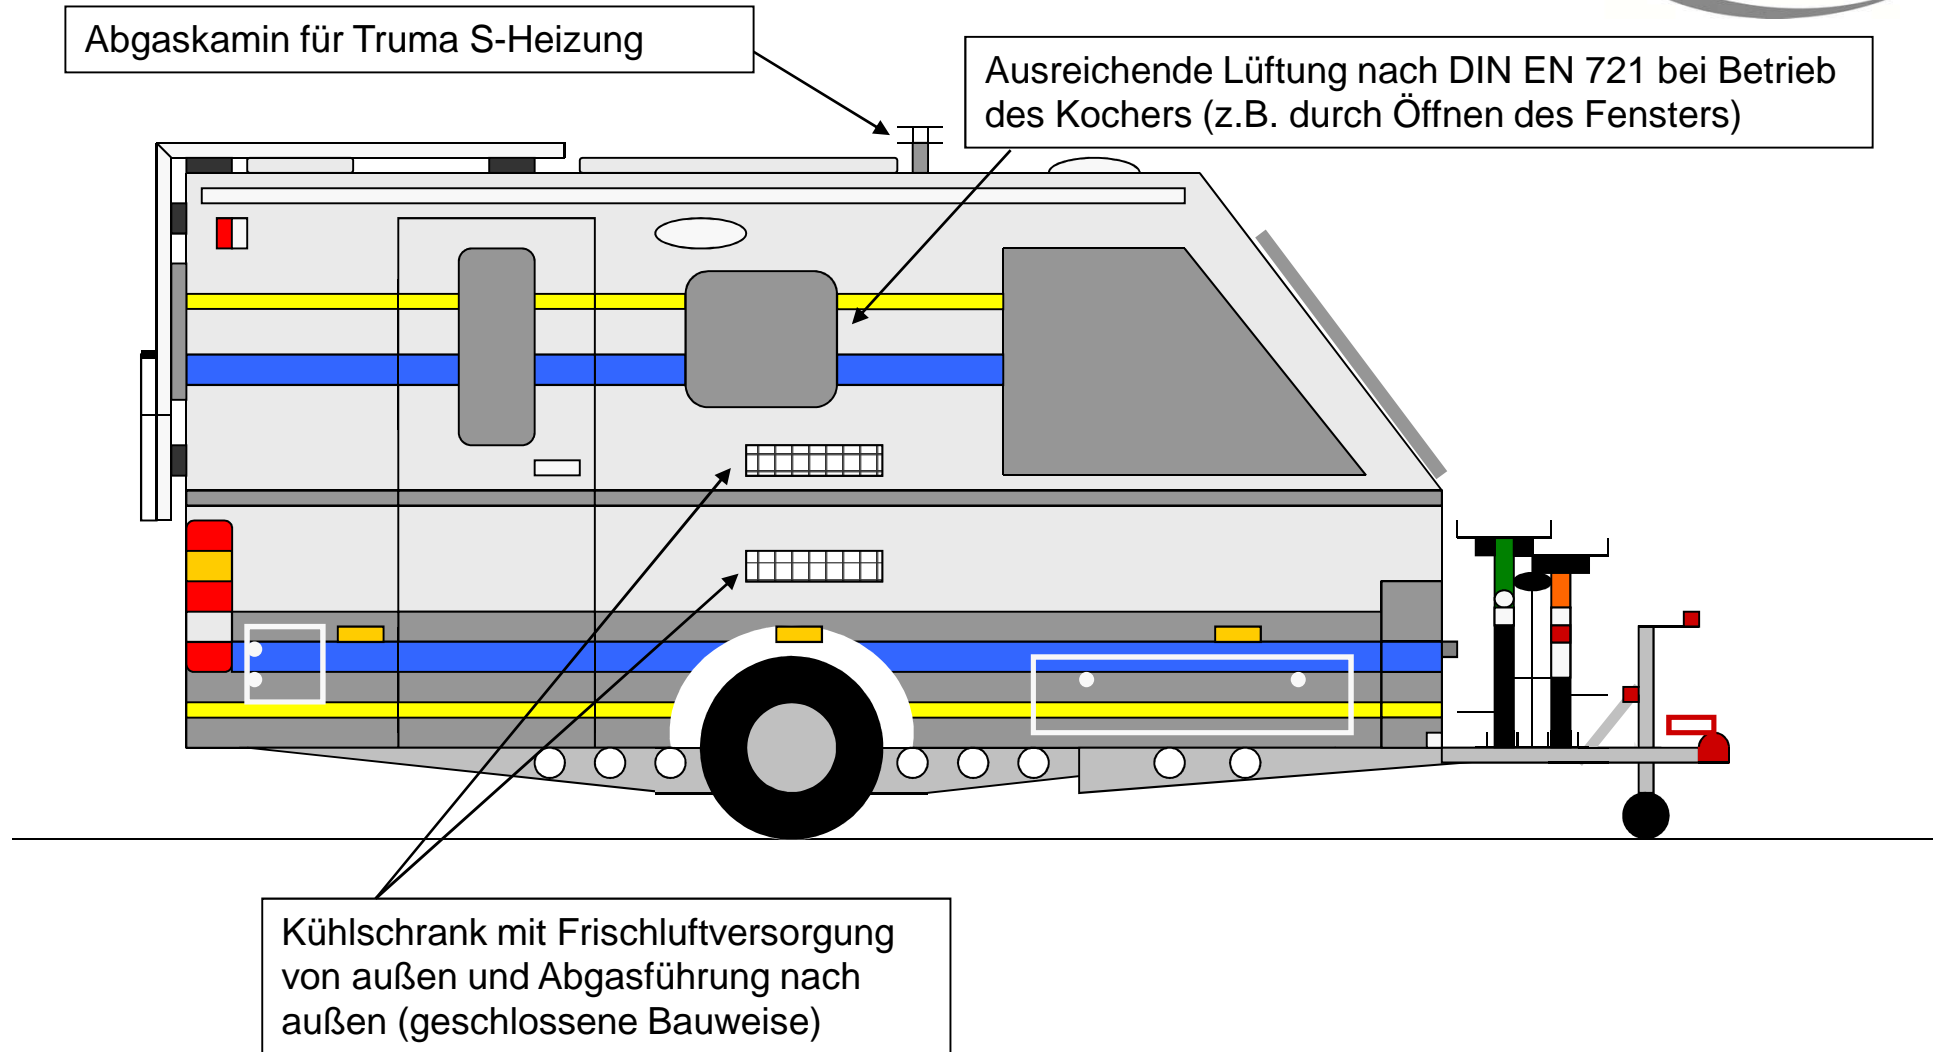 Abgaskamin für Truma S-Heizung
Ausreichende Lüftung nach DIN EN 721 bei Betrieb
des Kochers (z.B. durch Öffnen des Fensters)
Kühlschrank mit Frischluftversorgung
von außen und Abgasführung nach
außen (geschlossene Bauweise)